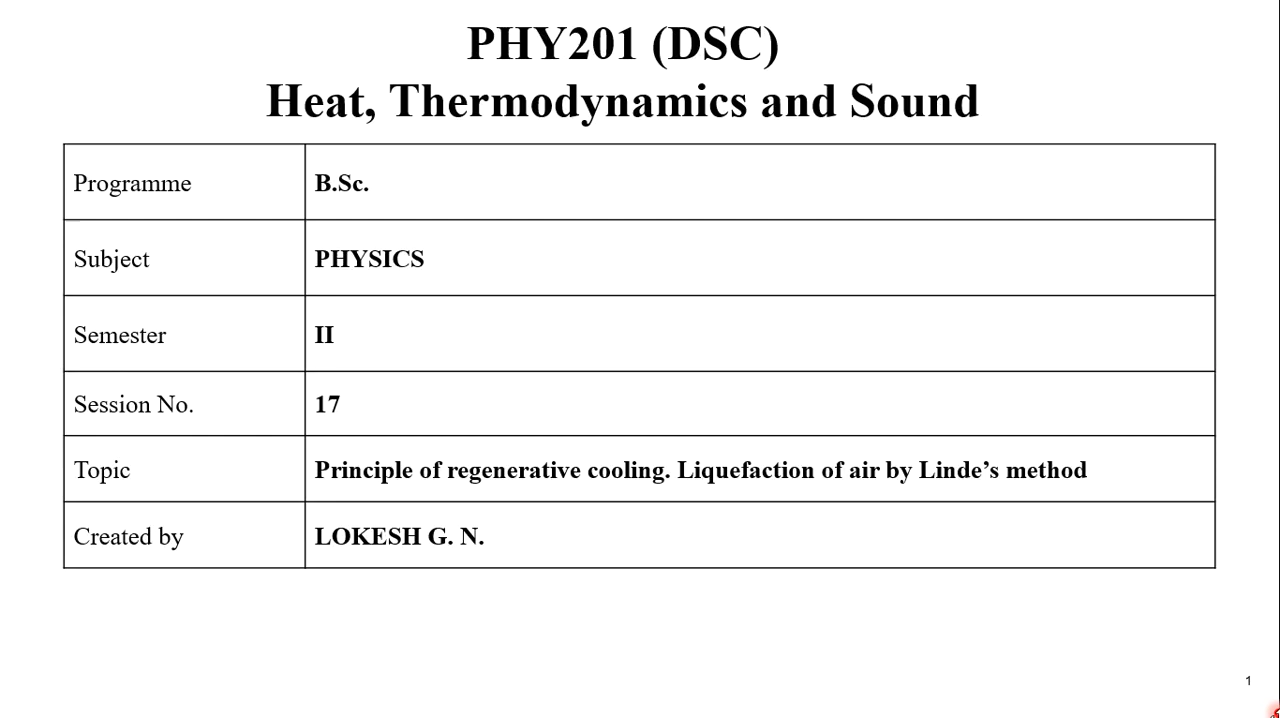 PHY201 (DSC)
Heat, Thermodynamics and Sound
Programme B.Sc.
Subject PHYSICS
Semester II
Session No. 17
Topic Principle of regenerative cooling. Liquefaction of air by Linde’s method
Created by LOKESH G. N.
1